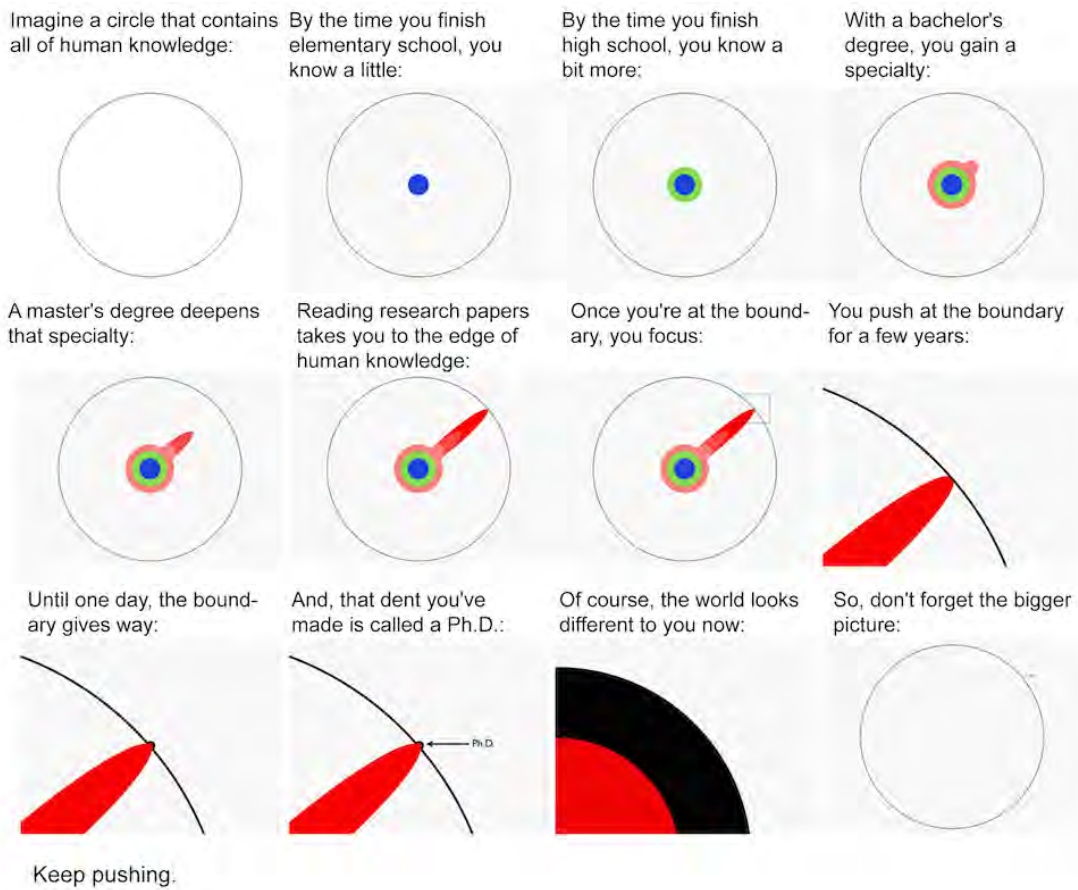 Imagine a circle that contains
all of human knowledge:
By the time you finish
elementary school, you
know a little:
By the time you finish
high school, you know a
bit more:
With a bachelor's
degree, you gain a
specialty:
A master's degree deepens
that specialty:
Reading research papers
takes you to the edge of
human knowledge:
Once you're at the bound-
ary, you focus:
You push at the boundary
for a few years:
Until one day, the bound-
ary gives way:
And, that dent you've
made is called a Ph.D.:
Ph.D.
Of course, the world looks
different to you now:
So, don't forget the bigger
picture:
Keep pushing.